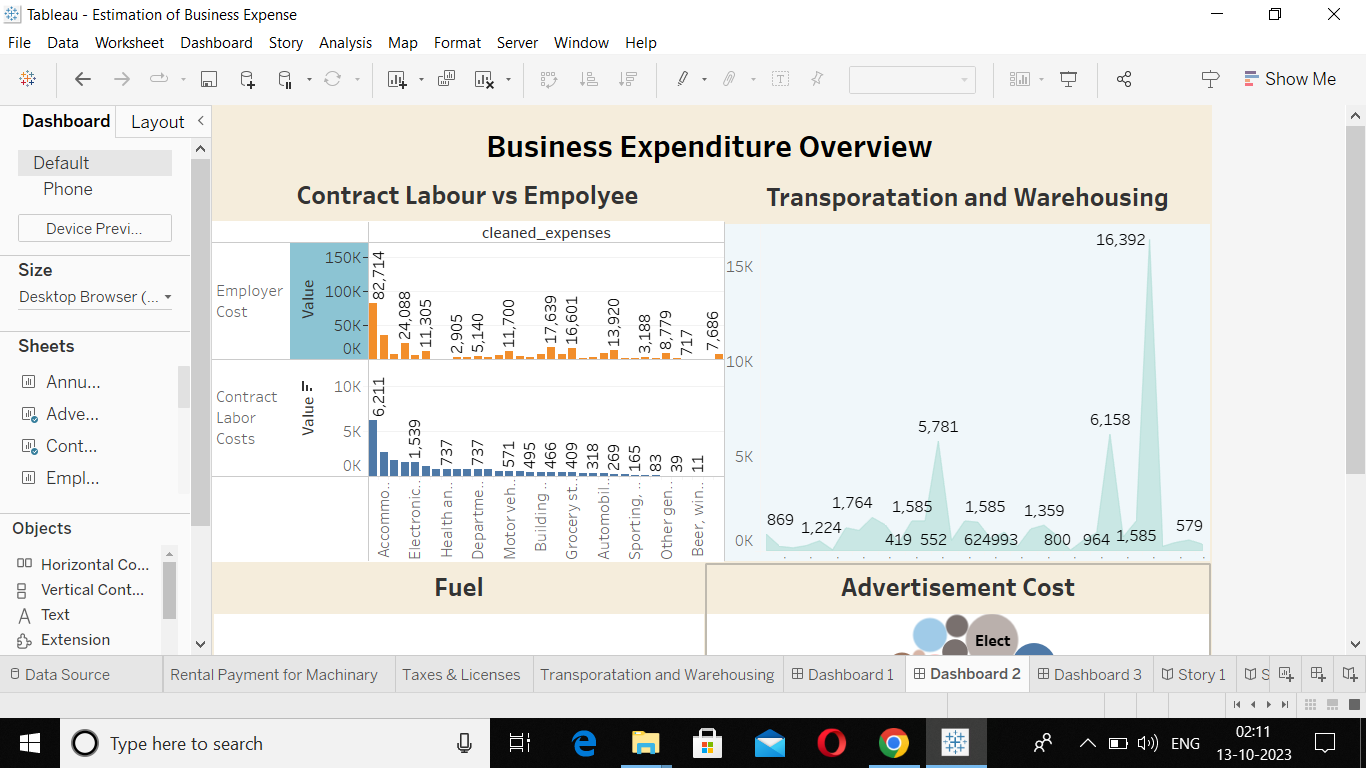 Tableau - Estimation of Business Expense
File Data Worksheet Dashboard Story Analysis Map Format Server Window Help
Show Me
Dashboard Layout
Default
Phone
Device Previ...
Size
Desktop Browser (...
Sheets
Annu...
Adve...
Cont...
Empl...
Objects
Horizontal Co...
Vertical Cont...
Text
Extension
Business Expenditure Overview
Contract Labour vs Empolyee
cleaned_expenses
Employer
Cost
Value
150K
100K
50K
0K
82,714
24,088
11,305
2,905
5,140
11,700
17,639
16,601
13,920
3,188
8,779
717
7,686
Contract
Labor
Costs
Value
10K
5K
0K
6,211
1,539
737
737
571
495
466
409
318
269
165
83
39
11
Accommo..
Electronic..
Health an..
Departme..
Motor veh..
Building ..
Grocery st..
Automobil..
Sporting, ..
Other gen..
Beer, win..
Transporatation and Warehousing
15K
10K
5K
0K
16,392
5,781
6,158
869
1,224
1,764
419
1,585
552
624
1,585
993
1,359
800
964
1,585
579
Fuel
Advertisement Cost
Elect
Data Source
Rental Payment for Machinary
Taxes & Licenses
Transporatation and Warehousing
Dashboard 1
Dashboard 2
Dashboard 3
Story 1
S
Type here to search
ENG
02:11
13-10-2023